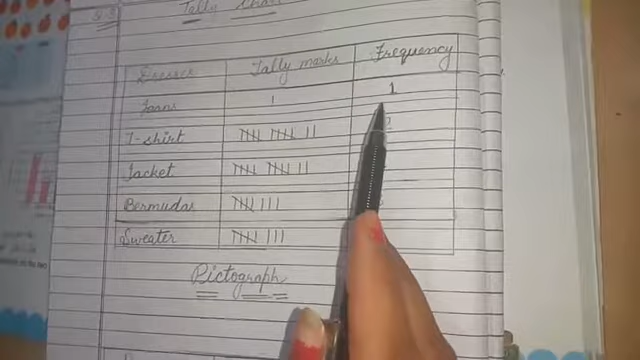 Tally Chart
Dresses Tally marks Frequency
Jeans | 1
T-shirt 𝍸 𝍸 ||
Jacket 𝍸 𝍸 ||
Bermudas 𝍸 |||
Sweater 𝍸 |||
Pictograph